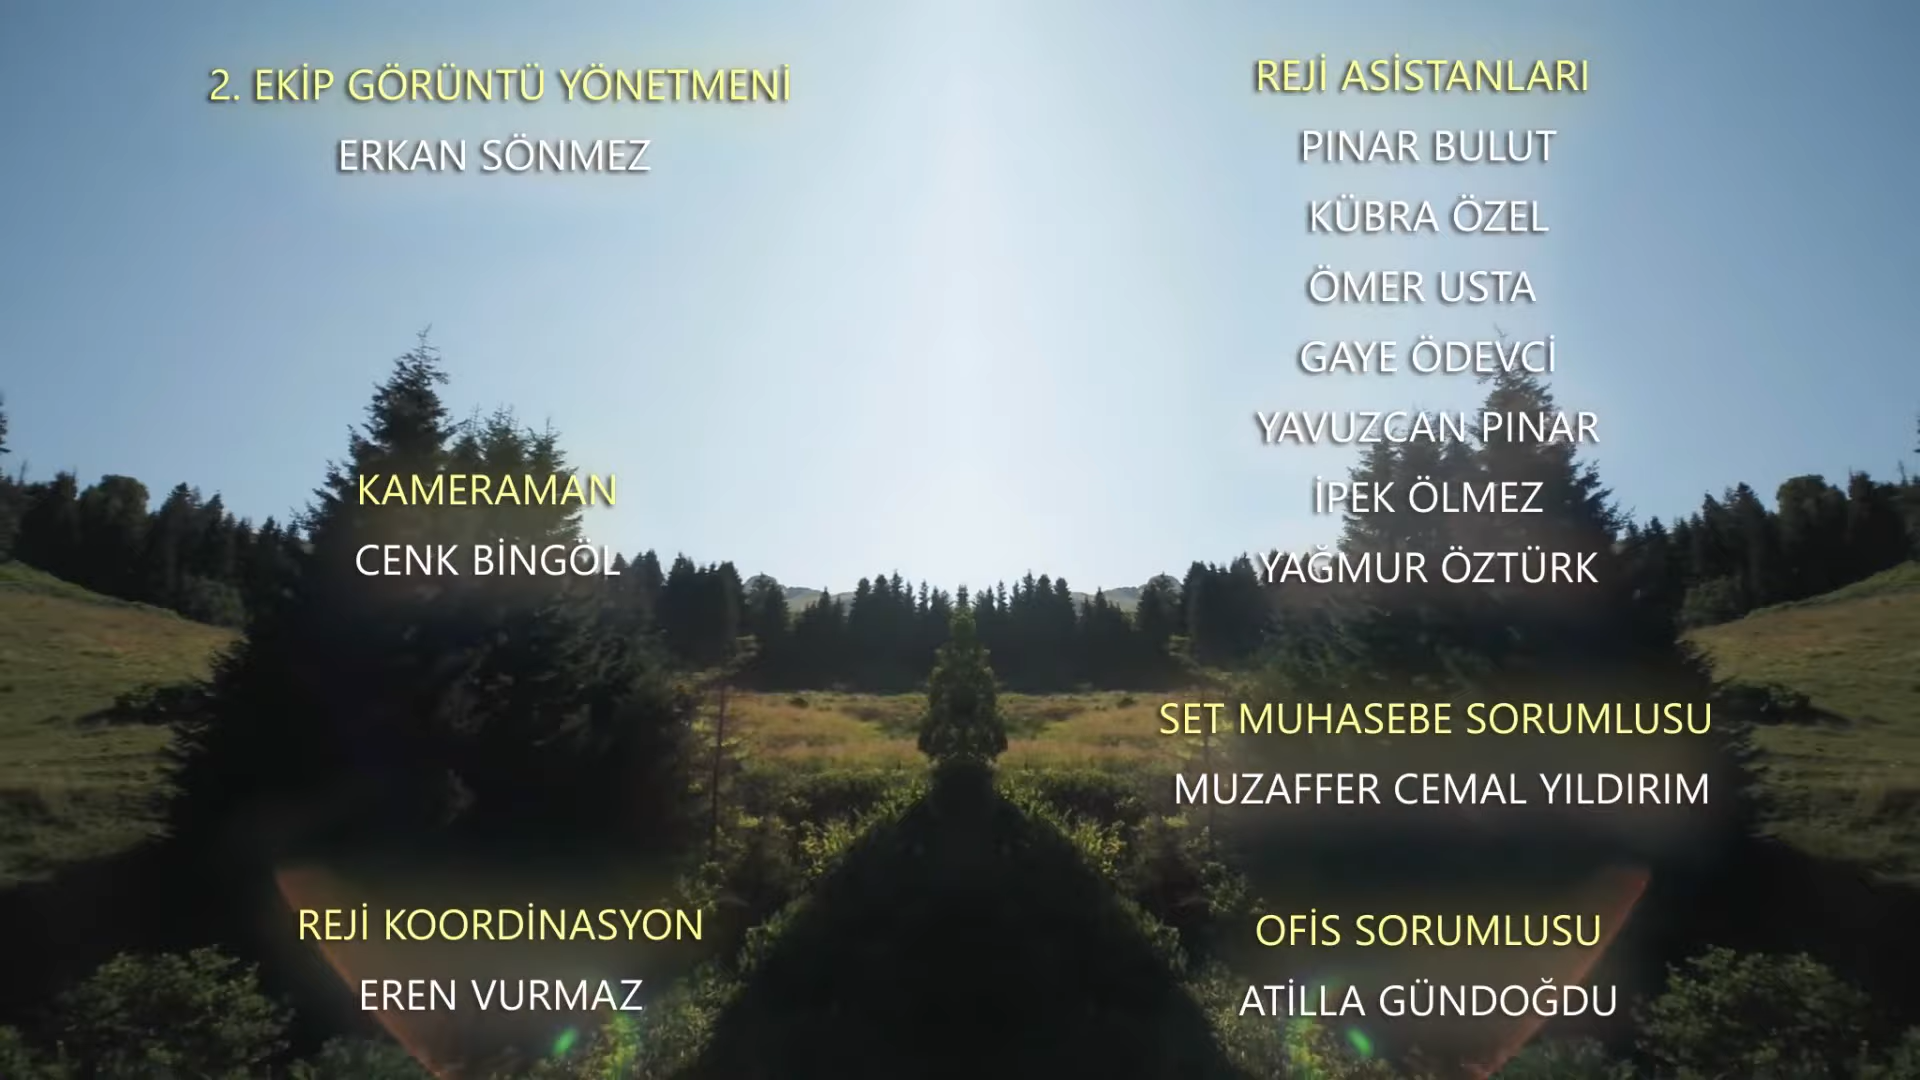 2. EKİP GÖRÜNTÜ YÖNETMENİ
ERKAN SÖNMEZ
KAMERAMAN
CENK BİNGÖL
REJİ KOORDİNASYON
EREN VURMAZ
REJİ ASİSTANLARI
PINAR BULUT
KÜBRA ÖZEL
ÖMER USTA
GAYE ÖDEVCİ
YAVUZCAN PINAR
İPEK ÖLMEZ
YAĞMUR ÖZTÜRK
SET MUHASEBE SORUMLUSU
MUZAFFER CEMAL YILDIRIM
OFİS SORUMLUSU
ATİLLA GÜNDOĞDU